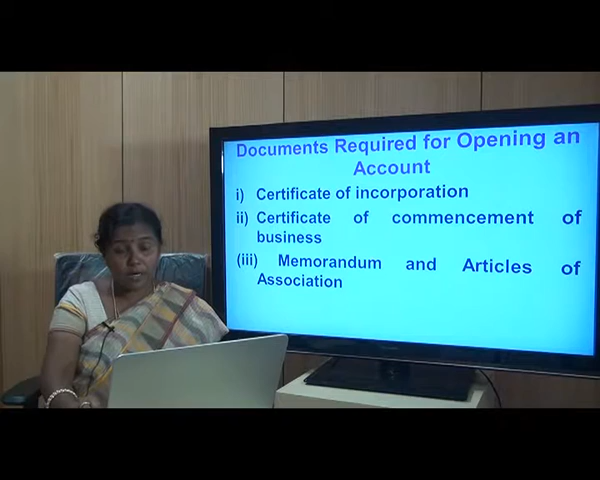 Documents Required for Opening an
Account
i) Certificate of incorporation
ii) Certificate of commencement of
business
(iii) Memorandum and Articles of
Association